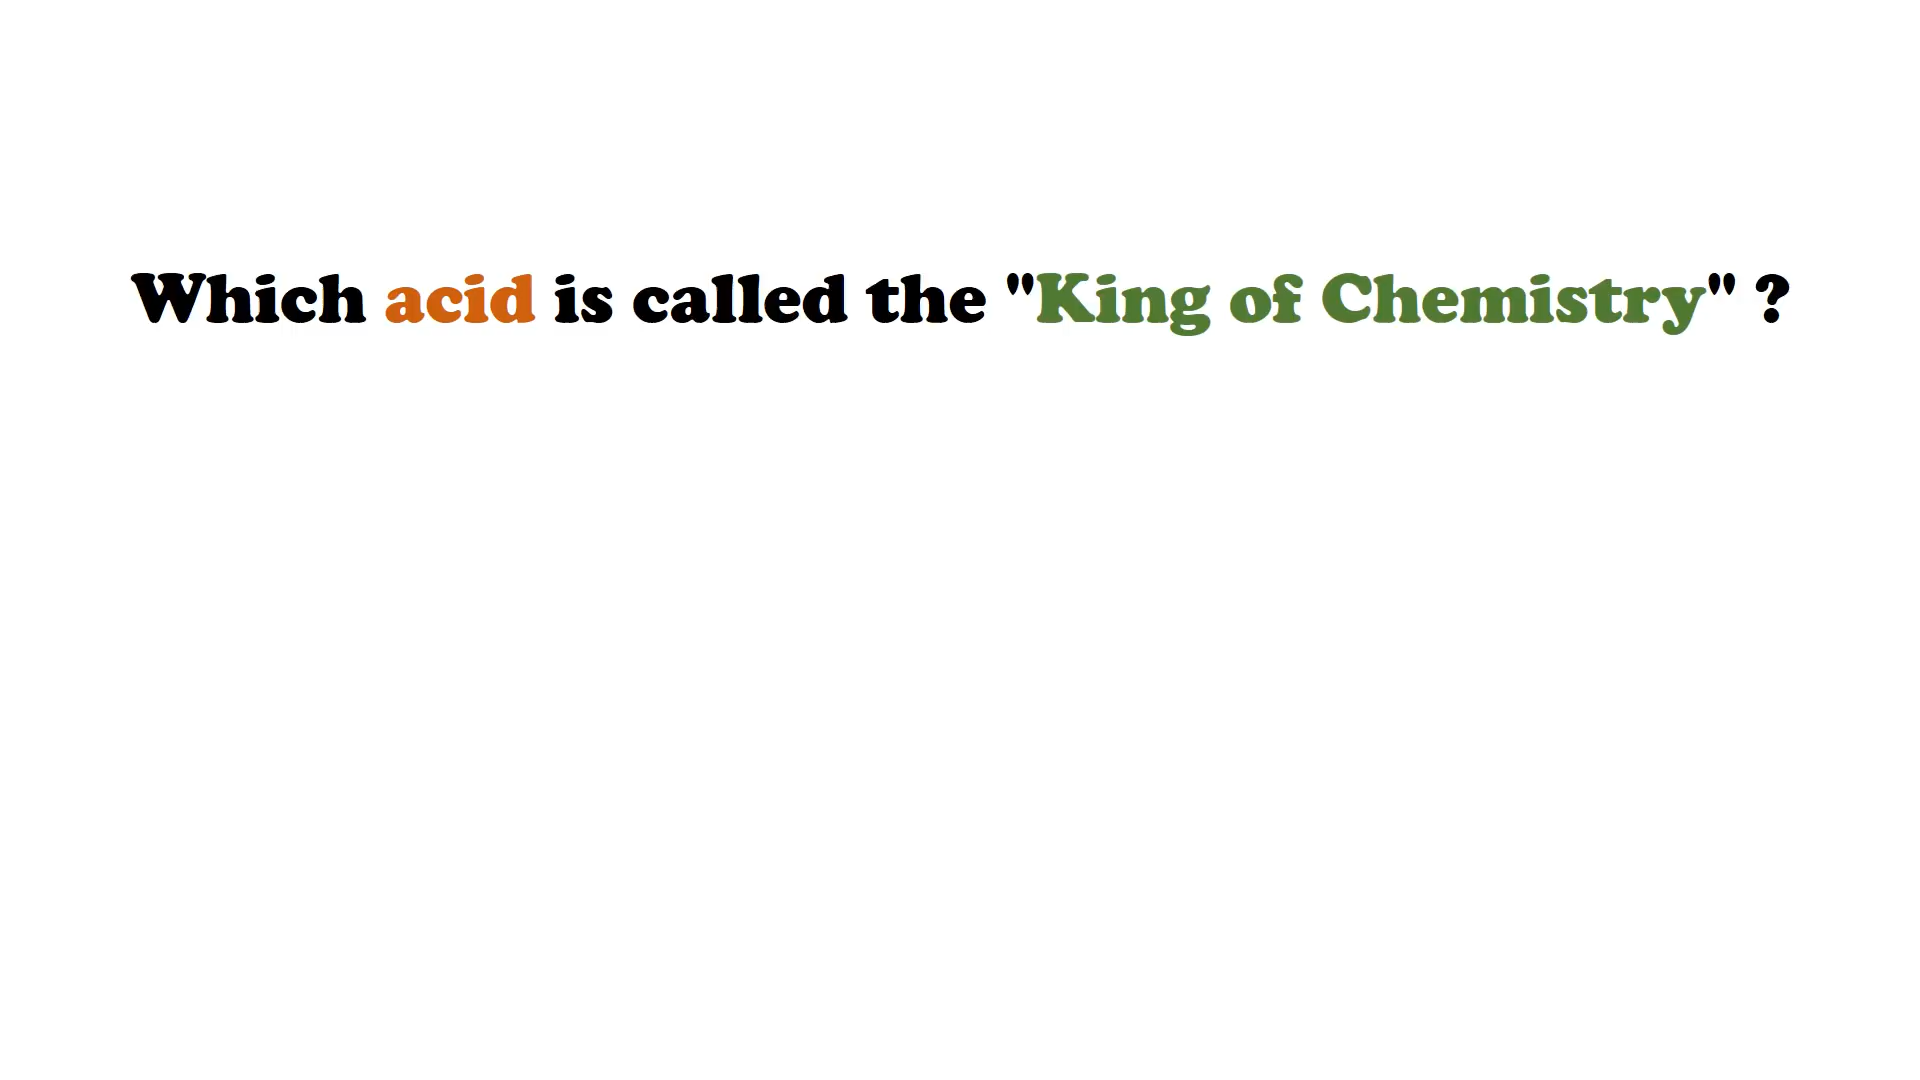 Which acid is called the "King of Chemistry" ?